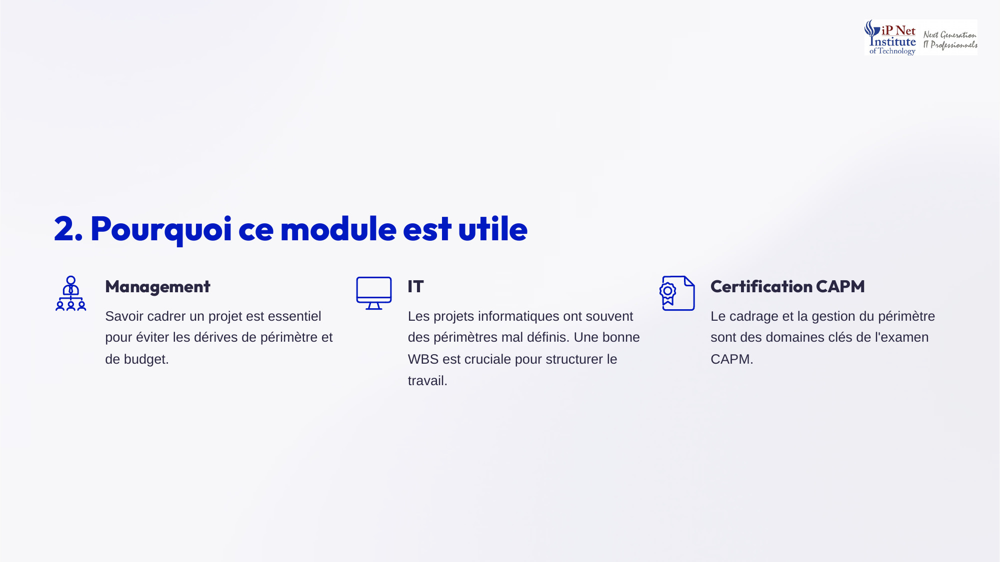 iP Net
Institute
of Technology
Next Generation
IT Professionnels
2. Pourquoi ce module est utile
Management
Savoir cadrer un projet est essentiel
pour éviter les dérives de périmètre et
de budget.
IT
Les projets informatiques ont souvent
des périmètres mal définis. Une bonne
WBS est cruciale pour structurer le
travail.
Certification CAPM
Le cadrage et la gestion du périmètre
sont des domaines clés de l'examen
CAPM.